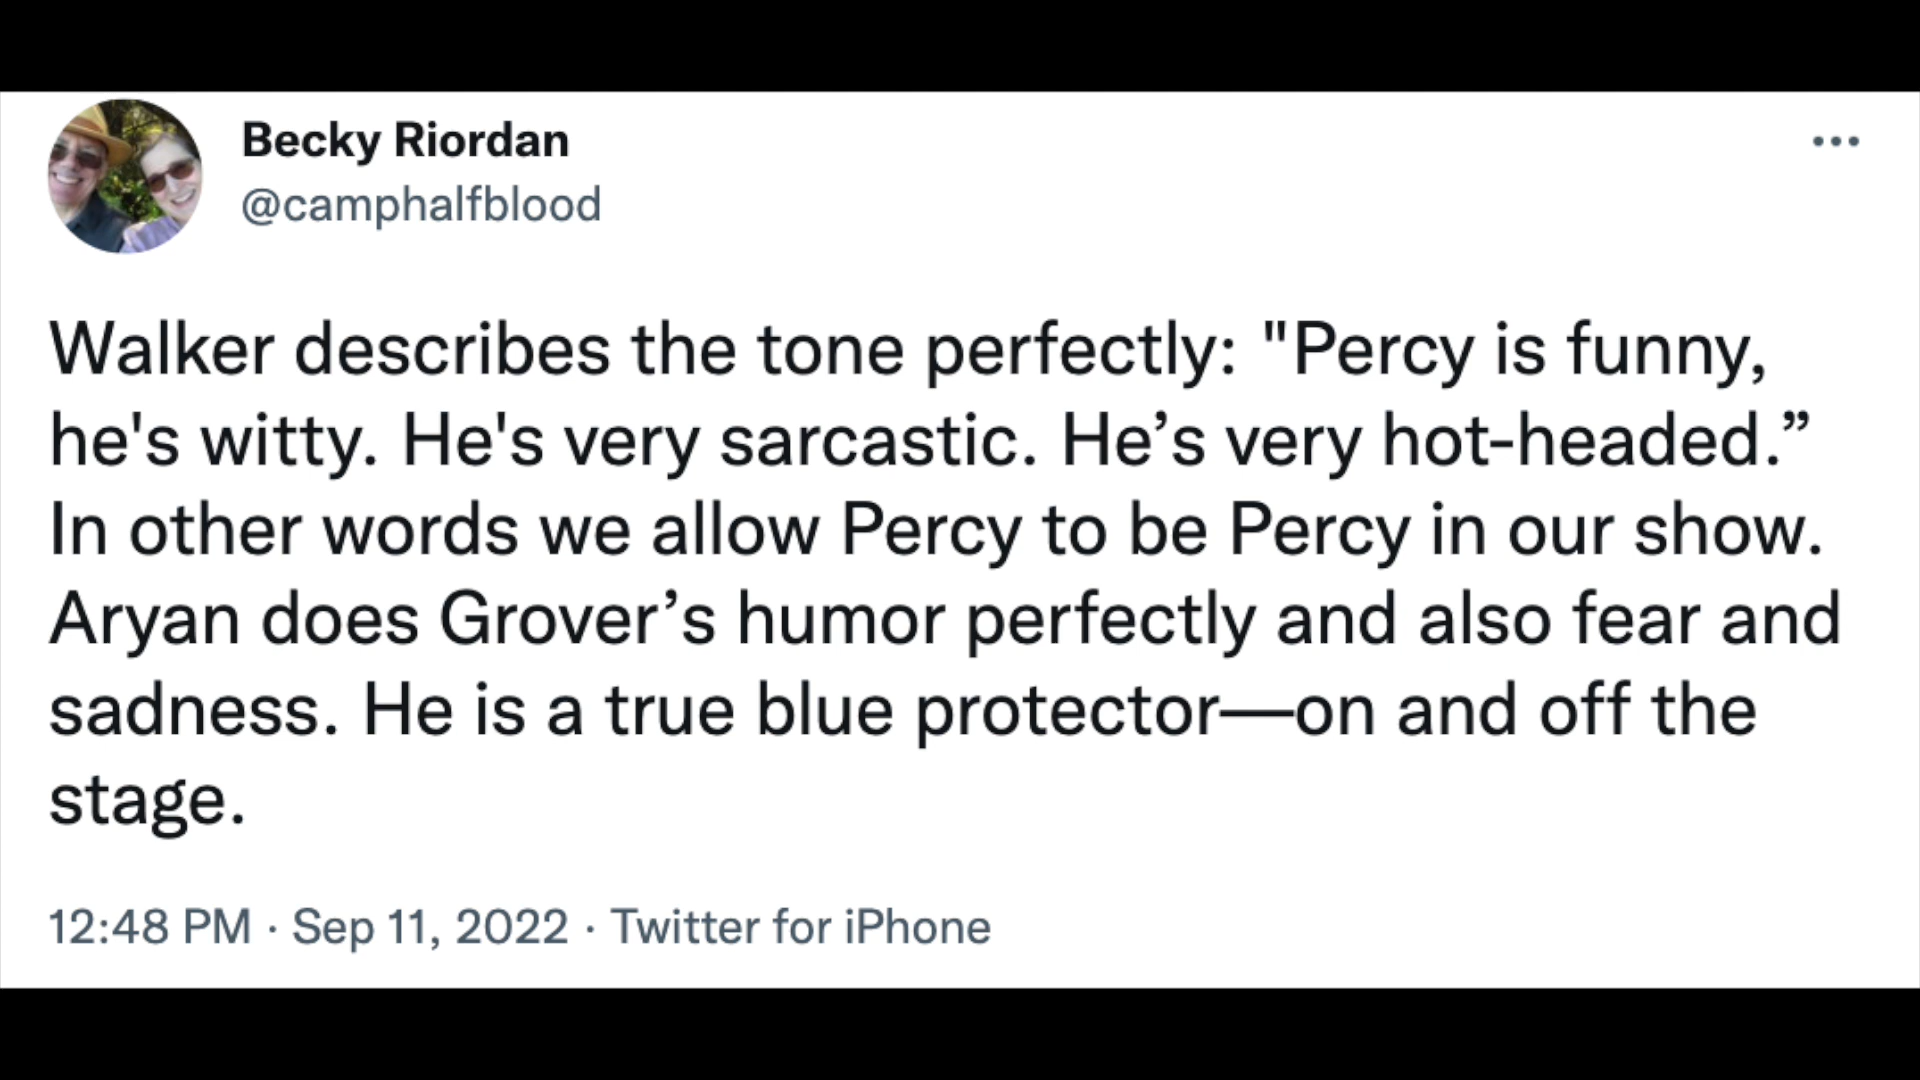 Becky Riordan
@camphalfblood
Walker describes the tone perfectly: "Percy is funny,
he's witty. He's very sarcastic. He’s very hot-headed.”
In other words we allow Percy to be Percy in our show.
Aryan does Grover’s humor perfectly and also fear and
sadness. He is a true blue protector—on and off the
stage.
12:48 PM · Sep 11, 2022 · Twitter for iPhone